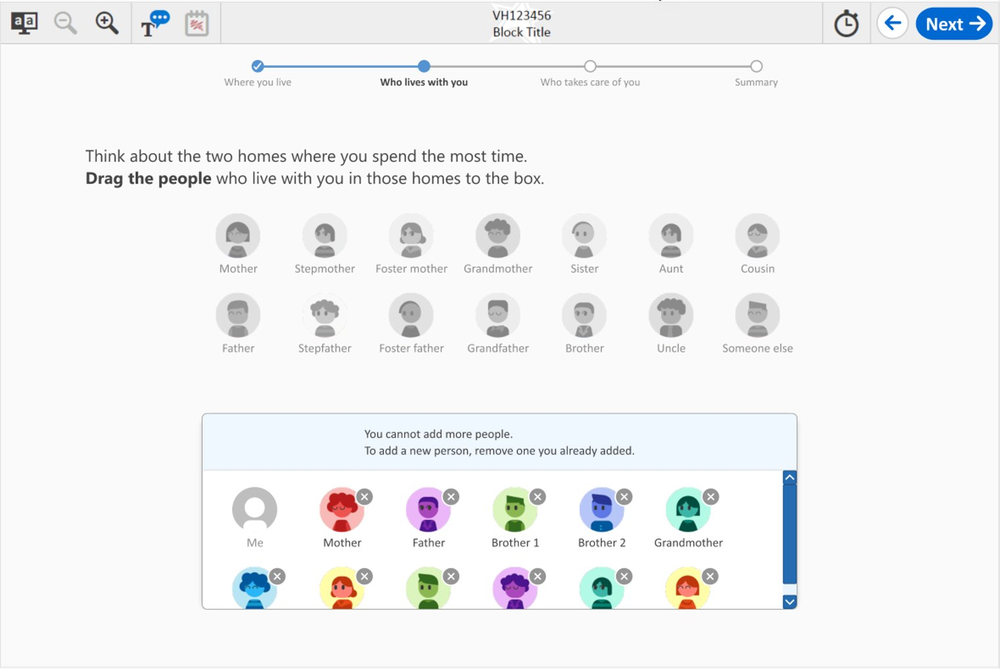 aa
VH123456
Block Title
T
Next
Where you live
Who lives with you
Who takes care of you
Summary
Think about the two homes where you spend the most time.
Drag the people who live with you in those homes to the box.
Mother Stepmother Foster mother Grandmother Sister Aunt Cousin
Father Stepfather Foster father Grandfather Brother Uncle Someone else
You cannot add more people.
To add a new person, remove one you already added.
Me Mother Father Brother 1 Brother 2 Grandmother